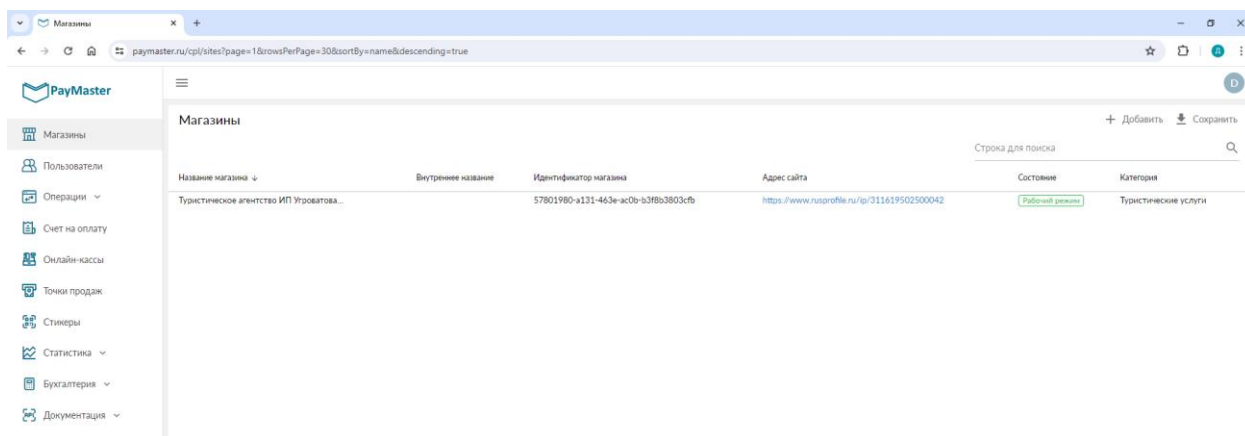 Магазины
paymaster.ru/cpl/sites?page=1&rowsPerPage=30&sortBy=name&descending=true
PayMaster
D
Магазины
Добавить Сохранить
Строка для поиска
Название магазина Внутреннее название Идентификатор магазина Адрес сайта Состояние Категория
Туристическое агентство ИП Угроватова... 57801980-a131-463e-ac0b-b3f8b3803cfb https://www.rusprofile.ru/ip/311619502500042 Рабочий режим Туристические услуги
Магазины
Пользователи
Операции
Счет на оплату
Онлайн-кассы
Точки продаж
Стикеры
Статистика
Бухгалтерия
Документация